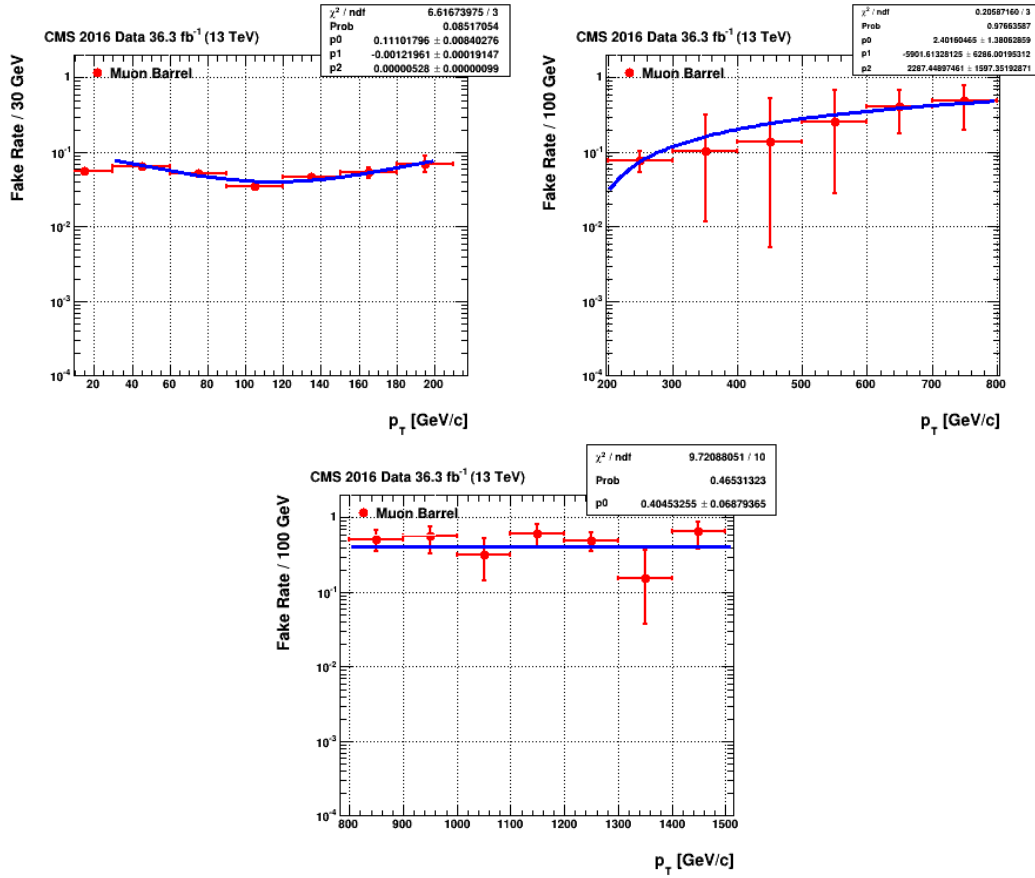 χ² / ndf 6.61673975 / 3
Prob 0.08517054
p0 0.11101796 ± 0.00840276
p1 -0.00121961 ± 0.00019147
p2 0.00000528 ± 0.00000099
CMS 2016 Data 36.3 fb⁻¹ (13 TeV)
Muon Barrel
Fake Rate / 30 GeV
1
10⁻¹
10⁻²
10⁻³
10⁻⁴
20 40 60 80 100 120 140 160 180 200
p_T [GeV/c]
χ² / ndf 0.20587160 / 3
Prob 0.97663587
p0 2.40160465 ± 1.38062859
p1 -5901.61328125 ± 6286.00195312
p2 2287.44897461 ± 1597.35192871
CMS 2016 Data 36.3 fb⁻¹ (13 TeV)
Muon Barrel
Fake Rate / 100 GeV
1
10⁻¹
10⁻²
10⁻³
10⁻⁴
200 300 400 500 600 700 800
p_T [GeV/c]
χ² / ndf 9.72088051 / 10
Prob 0.46531323
p0 0.40453255 ± 0.06879365
CMS 2016 Data 36.3 fb⁻¹ (13 TeV)
Muon Barrel
Fake Rate / 100 GeV
1
10⁻¹
10⁻²
10⁻³
10⁻⁴
800 900 1000 1100 1200 1300 1400 1500
p_T [GeV/c]